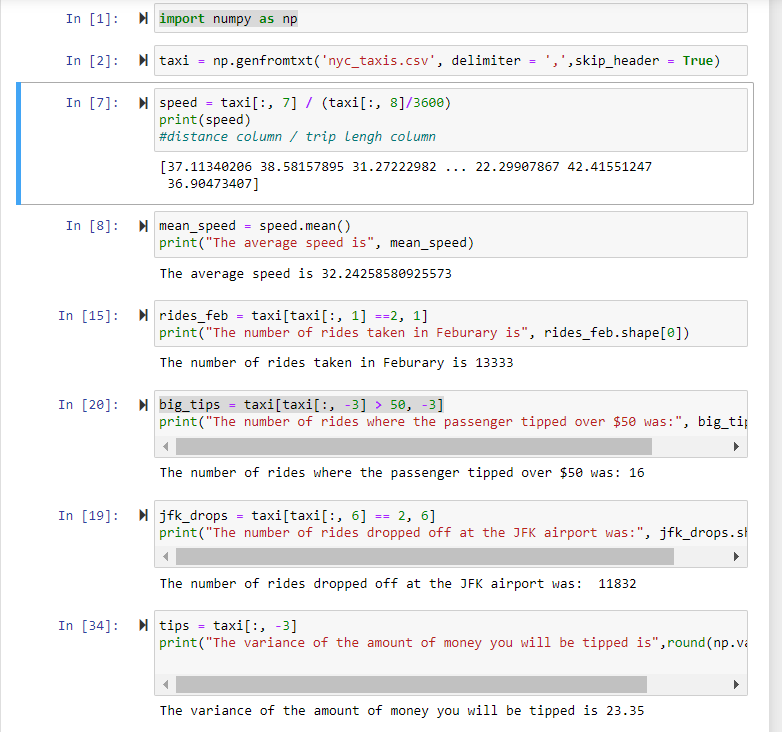 In [1]: import numpy as np
In [2]: taxi = np.genfromtxt('nyc_taxis.csv', delimiter = ',',skip_header = True)
In [7]: speed = taxi[:, 7] / (taxi[:, 8]/3600)
print(speed)
#distance column / trip lengh column
[37.11340206 38.58157895 31.27222982 ... 22.29907867 42.41551247
36.90473407]
In [8]: mean_speed = speed.mean()
print("The average speed is", mean_speed)
The average speed is 32.24258580925573
In [15]: rides_feb = taxi[taxi[:, 1] ==2, 1]
print("The number of rides taken in Feburary is", rides_feb.shape[0])
The number of rides taken in Feburary is 13333
In [20]: big_tips = taxi[taxi[:, -3] > 50, -3]
print("The number of rides where the passenger tipped over $50 was:", big_tip
The number of rides where the passenger tipped over $50 was: 16
In [19]: jfk_drops = taxi[taxi[:, 6] == 2, 6]
print("The number of rides dropped off at the JFK airport was:", jfk_drops.sh
The number of rides dropped off at the JFK airport was:  11832
In [34]: tips = taxi[:, -3]
print("The variance of the amount of money you will be tipped is",round(np.va
The variance of the amount of money you will be tipped is 23.35